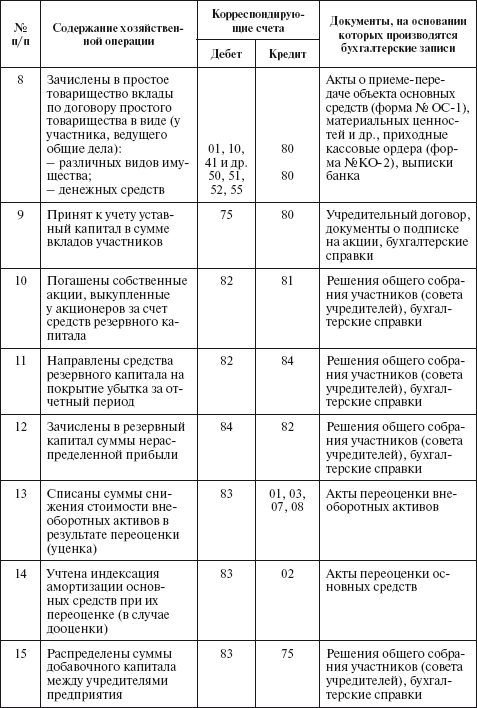 № п/п
Содержание хозяйствен-
ной операции
Корреспондирую-
щие счета
Дебет
Кредит
Документы, на основании
которых производятся
бухгалтерские записи
8
Зачислены в простое
товарищество вклады
по договору простого
товарищества в виде (у
участника, ведущего
общие дела):
– различных видов иму-
щества;
– денежных средств
01, 10,
41 и др.
50, 51,
52, 55
80
80
Акты о приеме-пере-
даче объекта основных
средств (форма № ОС-1),
материальных ценнос-
тей и др., приходные
кассовые ордера (фор-
ма №КО-2), выписки
банка
9
Принят к учету устав-
ный капитал в сумме
вкладов участников
75
80
Учредительный договор,
документы о подписке
на акции, бухгалтерские
справки
10
Погашены собственные
акции, выкупленные
у акционеров за счет
средств резервного ка-
питала
82
81
Решения общего собра-
ния участников (совета
учредителей), бухгал-
терские справки
11
Направлены средства
резервного капитала на
покрытие убытка за от-
четный период
82
84
Решения общего собра-
ния участников (совета
учредителей), бухгал-
терские справки
12
Зачислены в резервный
капитал суммы нерас-
пределенной прибыли
84
82
Решения общего собра-
ния участников (совета
учредителей), бухгал-
терские справки
13
Списаны суммы сни-
жения стоимости вне-
оборотных активов в
результате переоценки
(уценка)
83
01, 03,
07, 08
Акты переоценки вне-
оборотных активов
14
Учтена индексация
амортизации основ-
ных средств при их
переоценке (в случае
дооценки)
83
02
Акты переоценки ос-
новных средств
15
Распределены суммы
добавочного капитала
между учредителями
предприятия
83
75
Решения общего собра-
ния участников (совета
учредителей), бухгал-
терские справки